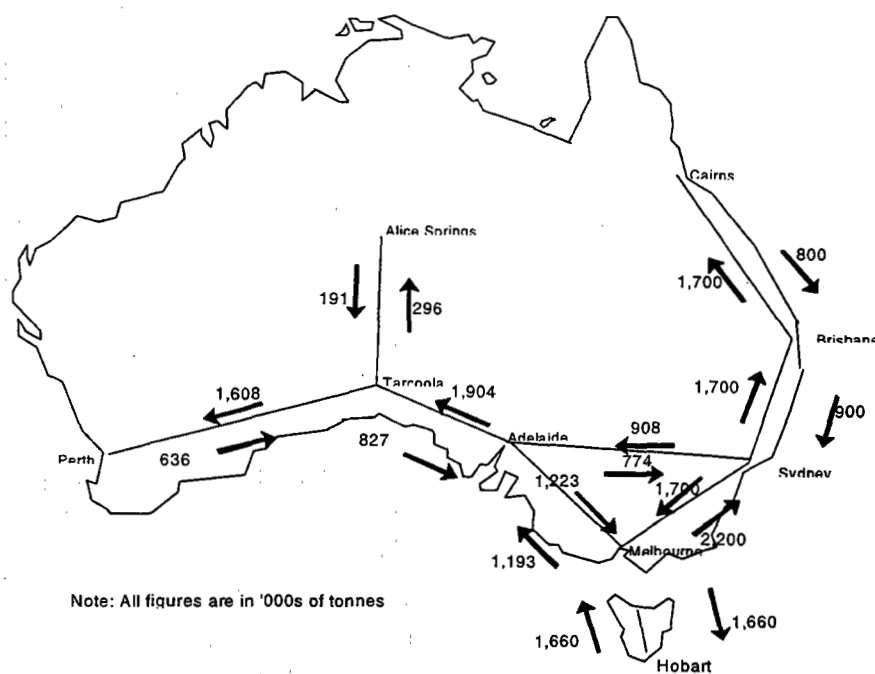 Cairns
Alice Springs
800
1,700
191
296
Brisbane
Tarcoola
1,608
1,904
1,700
900
Adelaide
908
827
Perth
636
774
Sydney
1,223
1,700
2,200
Melbourne
1,193
Note: All figures are in '000s of tonnes
1,660
1,660
Hobart